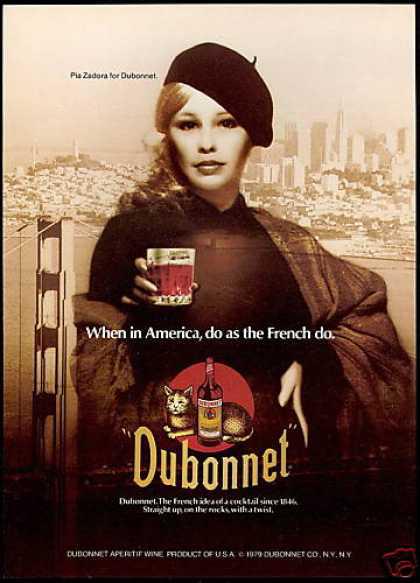 Pia Zadora for Dubonnet.
When in America, do as the French do.
DUBONNET
"Dubonnet"
Dubonnet. The French idea of a cocktail since 1846.
Straight up, on the rocks, with a twist.
DUBONNET APERITIF WINE. PRODUCT OF U.S.A. © 1979 DUBONNET CO., N.Y., N.Y.